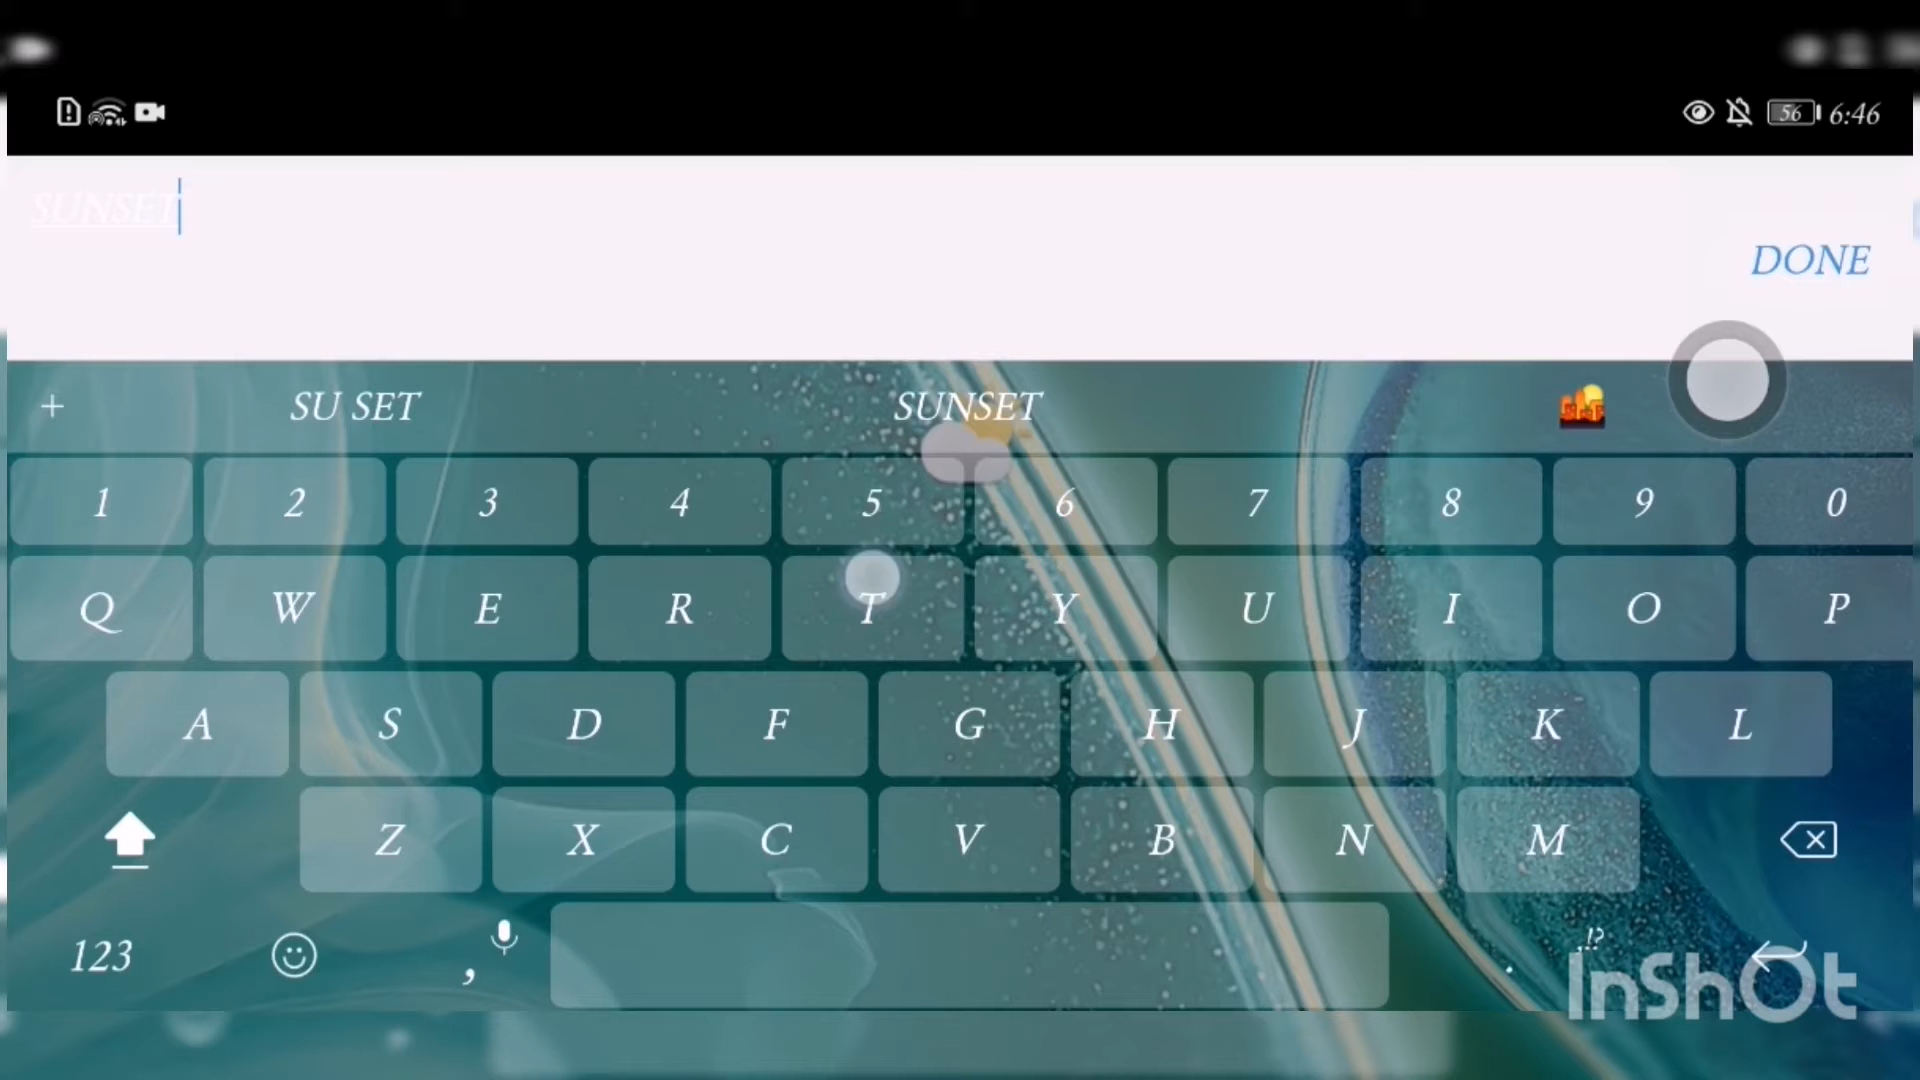 56 6:46
SUNSET
DONE
+ SU SET SUNSET
1 2 3 4 5 6 7 8 9 0
Q W E R T Y U I O P
A S D F G H J K L
Z X C V B N M
123 , . !?
InShOt